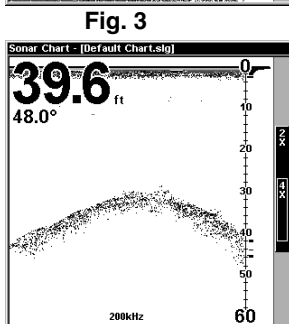 Fig. 3
Sonar Chart - [Default Chart.slg]
0
39.6 ft
48.0°
10
2x
20
30
4x
40
50
200kHz
60